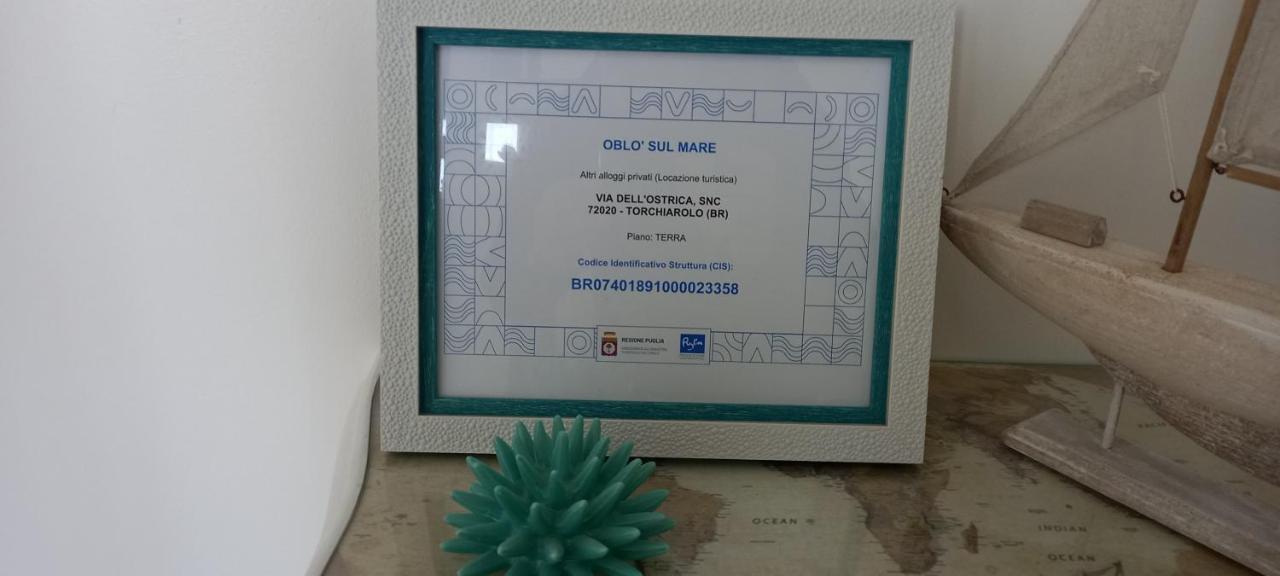 OBLO' SUL MARE
Altri alloggi privati (Locazione turistica)
VIA DELL'OSTRICA, SNC
72020 - TORCHIAROLO (BR)
Piano: TERRA
Codice Identificativo Struttura (CIS):
BR07401891000023358
REGIONE PUGLIA
OCEAN
INDIAN
OCEAN